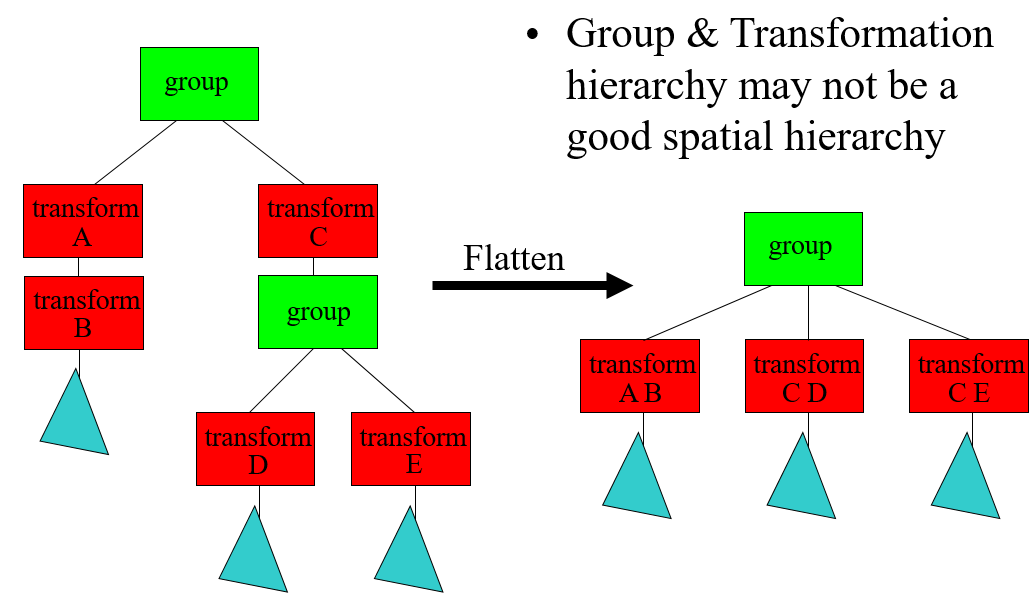 • Group & Transformation
hierarchy may not be a
good spatial hierarchy
group
transform
A
transform
C
transform
B
group
transform
D
transform
E
Flatten
group
transform
A B
transform
C D
transform
C E